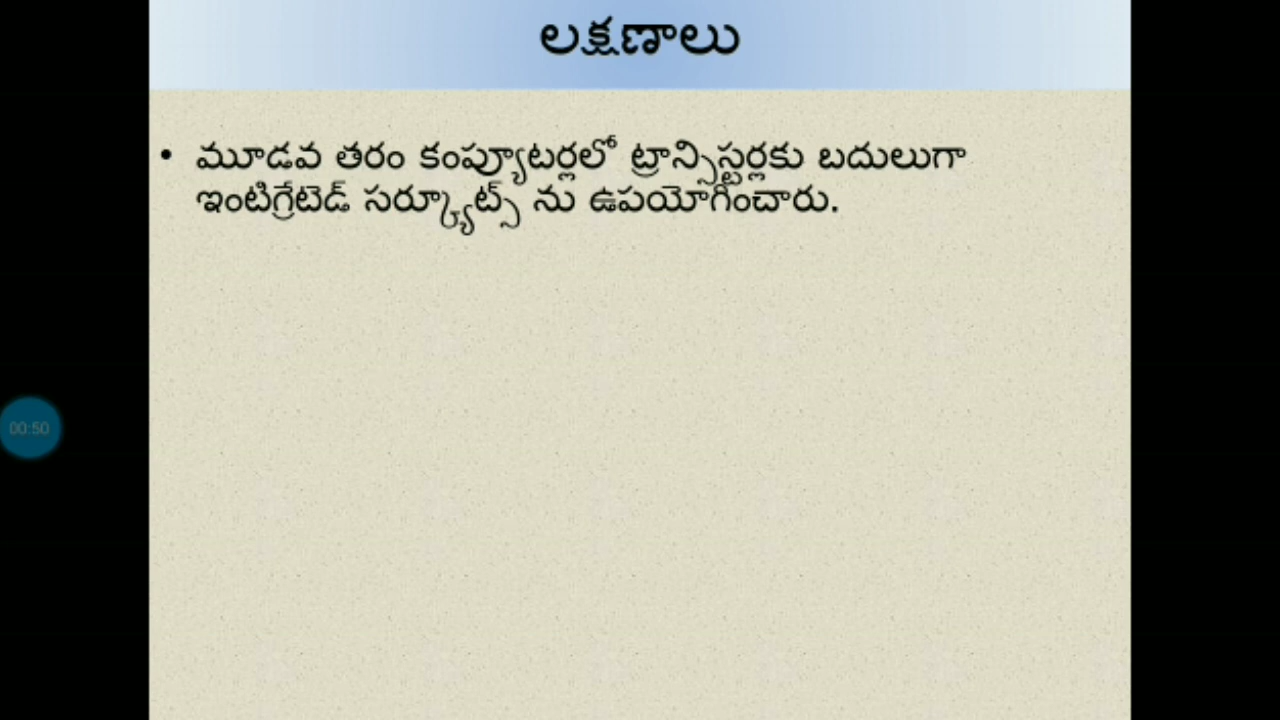 లక్షణాలు
• మూడవ తరం కంప్యూటర్లలో ట్రాన్సిస్టర్లకు బదులుగా
ఇంటిగ్రేటెడ్ సర్క్యూట్స్ ను ఉపయోగించారు.
00:50